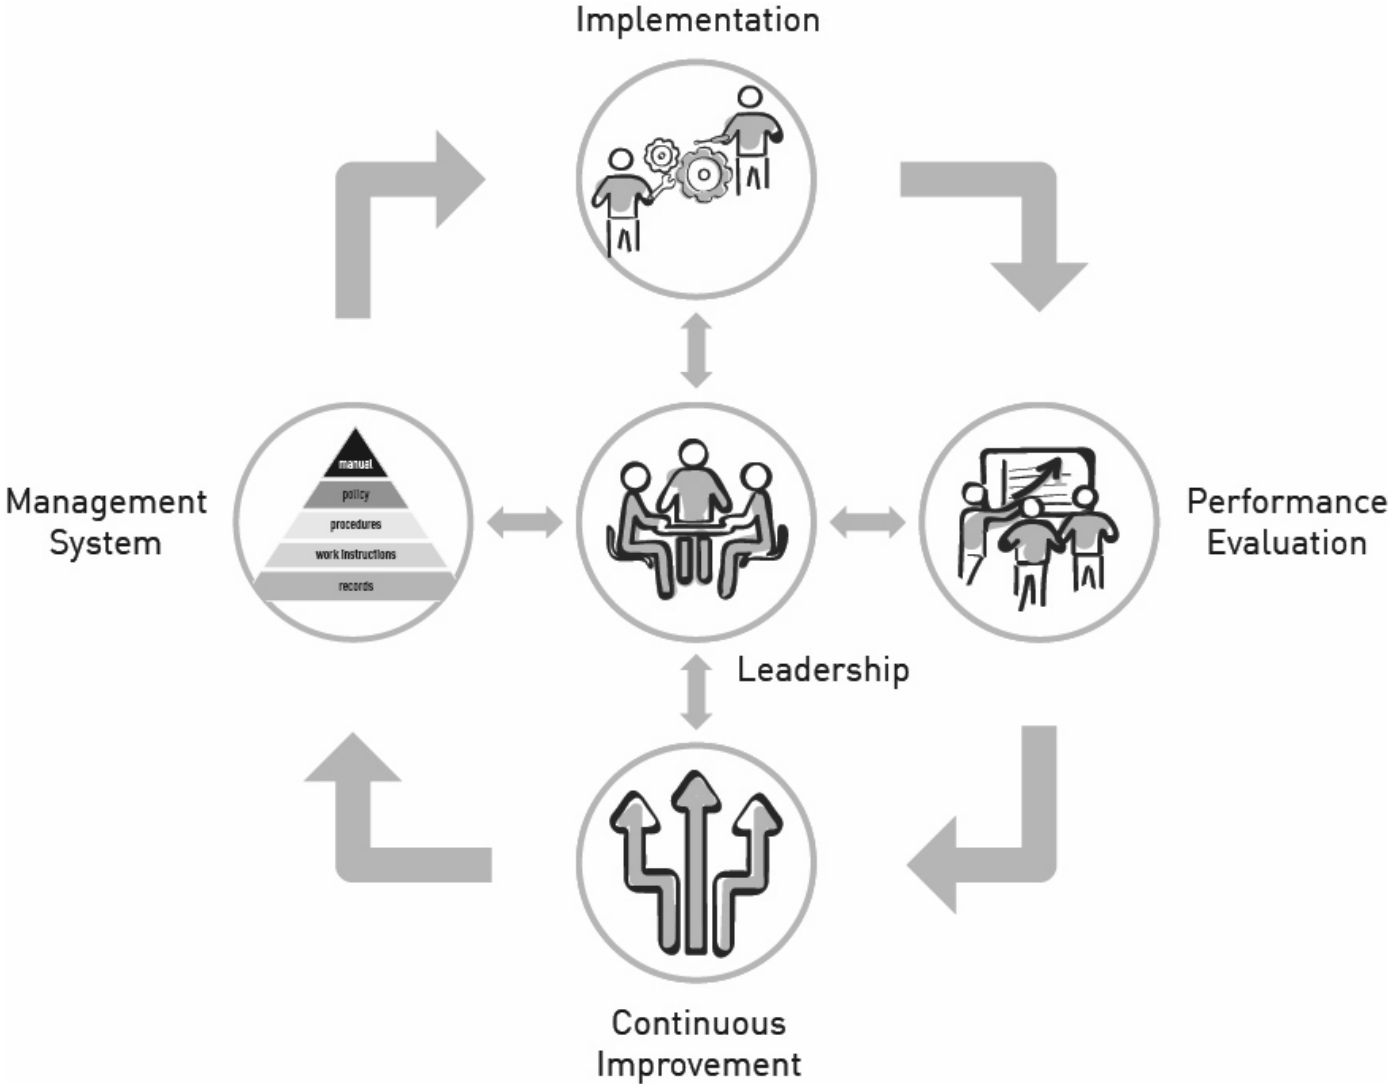 Implementation
manual
policy
procedures
work instructions
records
Management
System
Performance
Evaluation
Leadership
Continuous
Improvement